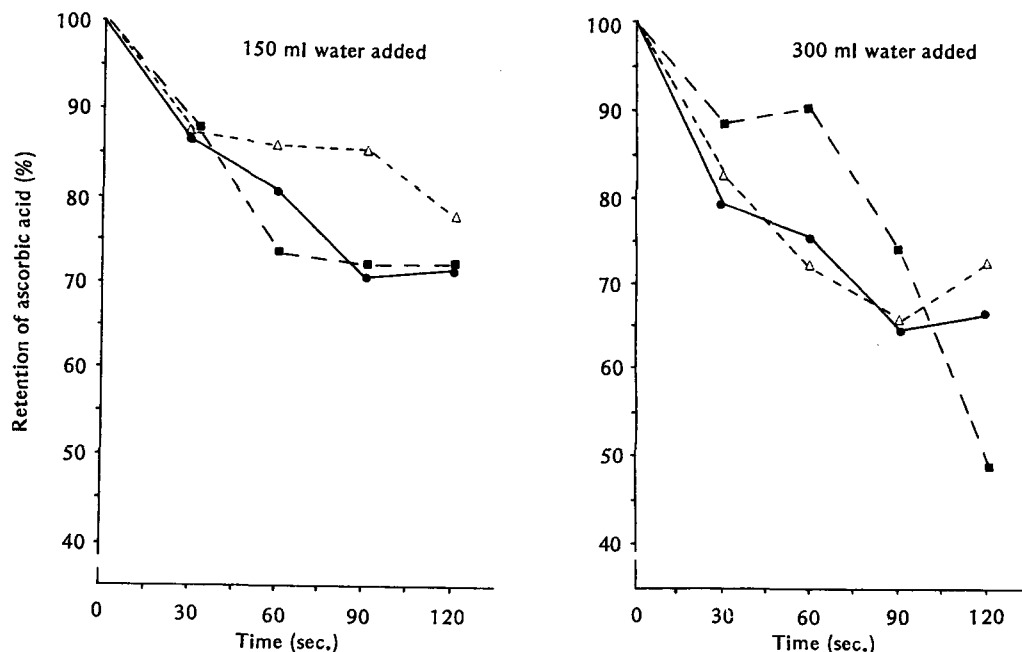 Retention of ascorbic acid (%)
100
90
80
70
60
50
40
150 ml water added
0 30 60 90 120
Time (sec.)
100
90
80
70
60
50
40
300 ml water added
0 30 60 90 120
Time (sec.)